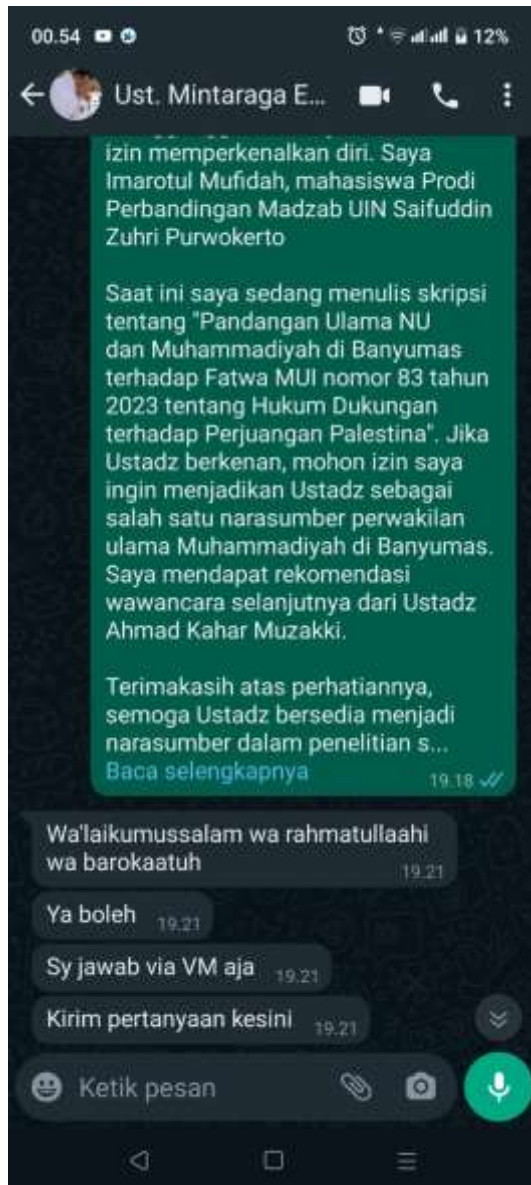 00.54
12%
Ust. Mintaraga E...
izin memperkenalkan diri. Saya
Imarotul Mufidah, mahasiswa Prodi
Perbandingan Madzab UIN Saifuddin
Zuhri Purwokerto
Saat ini saya sedang menulis skripsi
tentang "Pandangan Ulama NU
dan Muhammadiyah di Banyumas
terhadap Fatwa MUI nomor 83 tahun
2023 tentang Hukum Dukungan
terhadap Perjuangan Palestina". Jika
Ustadz berkenan, mohon izin saya
ingin menjadikan Ustadz sebagai
salah satu narasumber perwakilan
ulama Muhammadiyah di Banyumas.
Saya mendapat rekomendasi
wawancara selanjutnya dari Ustadz
Ahmad Kahar Muzakki.
Terimakasih atas perhatiannya,
semoga Ustadz bersedia menjadi
narasumber dalam penelitian s...
Baca selengkapnya 19.18
Wa'laikumussalam wa rahmatullaahi
wa barokaatuh 19.21
Ya boleh 19.21
Sy jawab via VM aja 19.21
Kirim pertanyaan kesini 19.21
Ketik pesan